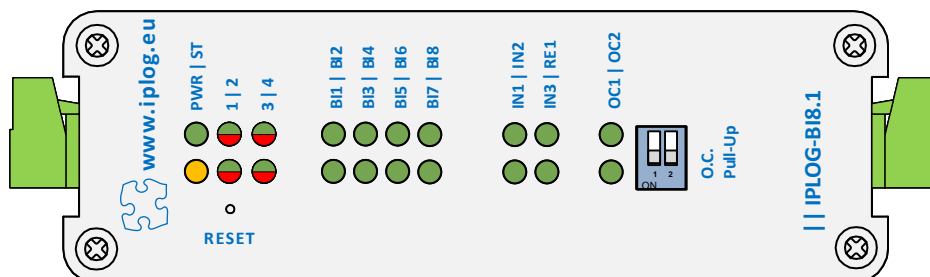 www.iplog.eu
PWR | ST
1 | 2
3 | 4
BI1 | BI2
BI3 | BI4
BI5 | BI6
BI7 | BI8
IN1 | IN2
IN3 | RE1
OC1 | OC2
1 2
ON
O.C.
Pull-Up
| | IPLOG-BI8.1
RESET